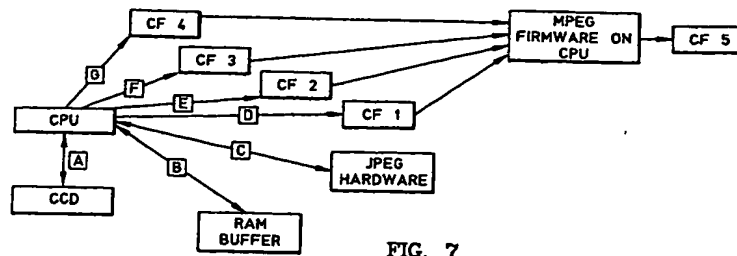 CF 4
MPEG
FIRMWARE ON
CPU
CF 5
G
CF 3
F
CF 2
E
CF 1
D
CPU
C
A
B
JPEG
HARDWARE
CCD
RAM
BUFFER
FIG. 7